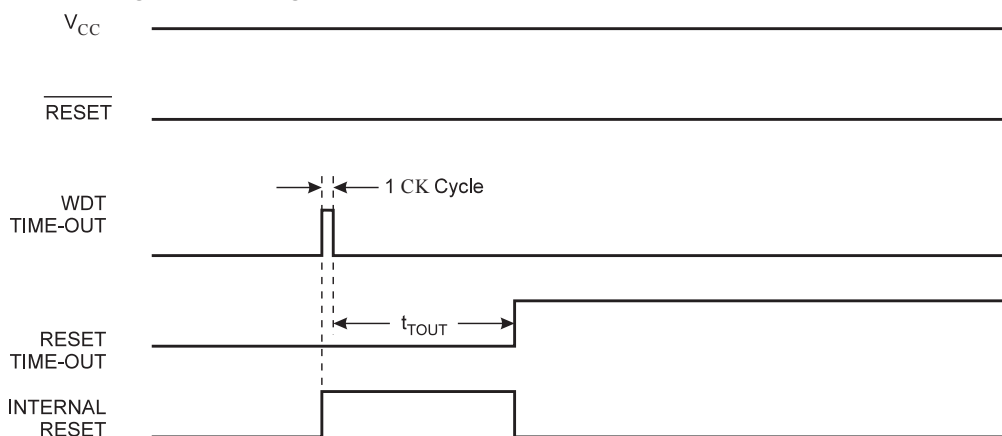 VCC
RESET
1 CK Cycle
WDT
TIME-OUT
tTOUT
RESET
TIME-OUT
INTERNAL
RESET